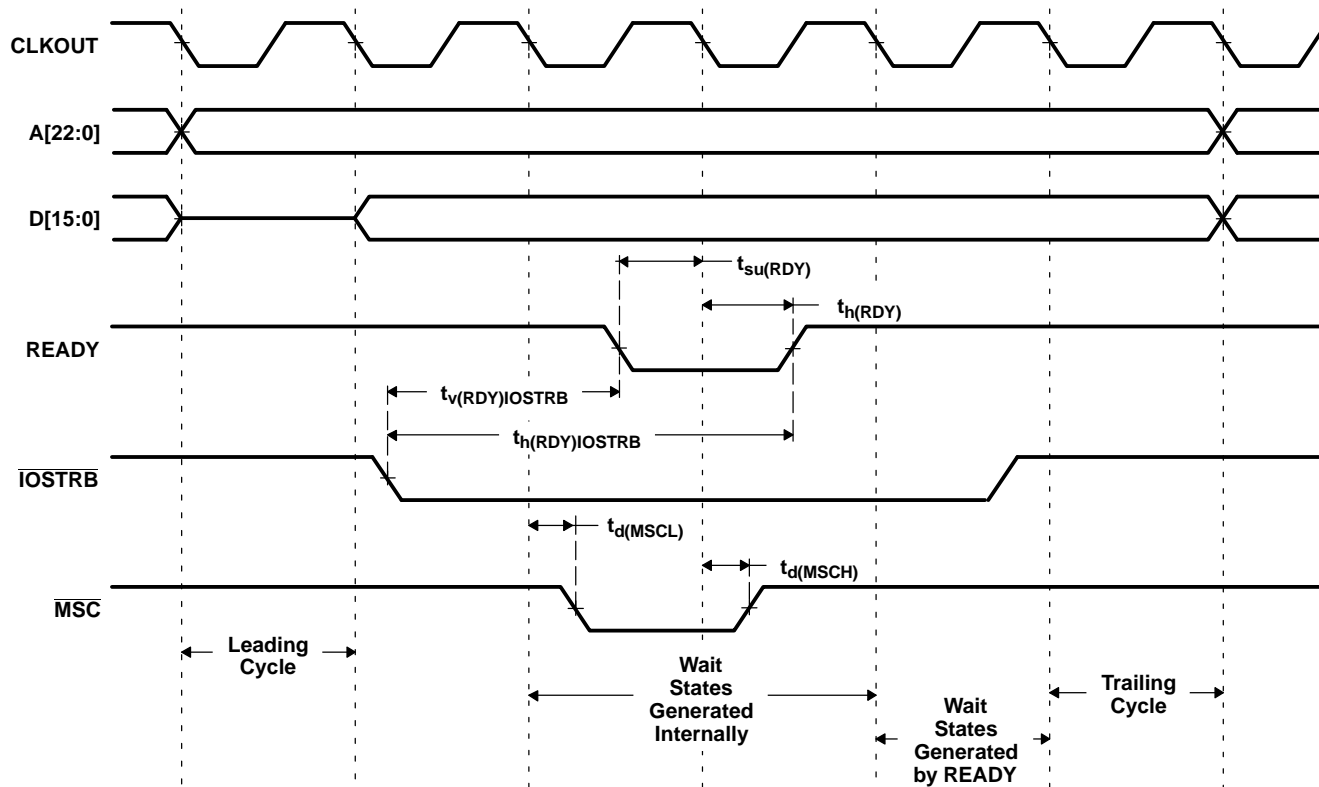 CLKOUT
A[22:0]
D[15:0]
tsu(RDY)
th(RDY)
READY
tv(RDY)IOSTRB
th(RDY)IOSTRB
IOSTRB
td(MSCL)
td(MSCH)
MSC
Leading
Cycle
Wait
States
Generated
Internally
Wait
States
Generated
by READY
Trailing
Cycle